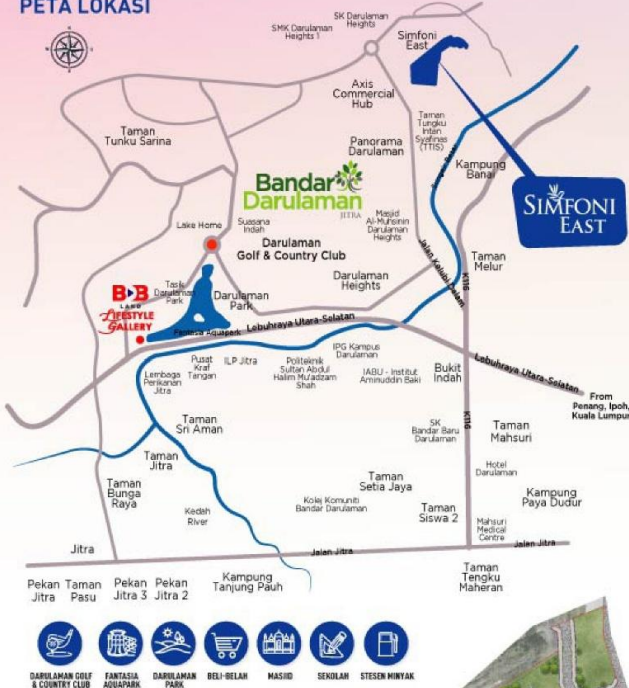 PETA LOKASI
SK Darulaman
Heights
SMK Darulaman
Heights 1
Simfoni
East
Axis
Commercial
Hub
Taman
Tunku Sarina
Taman
Tungku
Intan
Syafinas
(TTIS)
Panorama
Darulaman
Kampung
Banai
Bandar
Darulaman
JITRA
SIMFONI
EAST
Lake Home
Suasana
Indah
Masjid
Al-Muhsinin
Darulaman
Heights
Darulaman
Golf & Country Club
Jalan Kelubi Dalam
Taman
Melur
K116
Darulaman
Heights
Tasik
Darulaman
Park
Darulaman
Park
BDB
LAND
LIFESTYLE
GALLERY
Fantasia Aquapark
Lebuhraya Utara-Selatan
Lembaga
Perikanan
Jitra
Pusat
Kraf
Tangan
ILP Jitra
Politeknik
Sultan Abdul
Halim Mu'adzam
Shah
IPG Kampus
Darulaman
IABU - Institut
Aminuddin Baki
Bukit
Indah
Lebuhraya Utara-Selatan
From
Penang, Ipoh,
Kuala Lumpur
Taman
Sri Aman
K116
SK
Bandar Baru
Darulaman
Taman
Mahsuri
Taman
Jitra
Hotel
Darulaman
Taman
Bunga
Raya
Taman
Setia Jaya
Kampung
Paya Dudur
Kedah
River
Kolej Komuniti
Bandar Darulaman
Taman
Siswa 2
Mahsuri
Medical
Centre
Jitra
Jalan Jitra
Jalan Jitra
Pekan
Jitra
Taman
Pasu
Pekan
Jitra 3
Pekan
Jitra 2
Kampung
Tanjung Pauh
Taman
Tengku
Maheran
DARULAMAN GOLF
& COUNTRY CLUB
FANTASIA
AQUAPARK
DARULAMAN
PARK
BELI-BELAH
MASJID
SEKOLAH
STESEN MINYAK